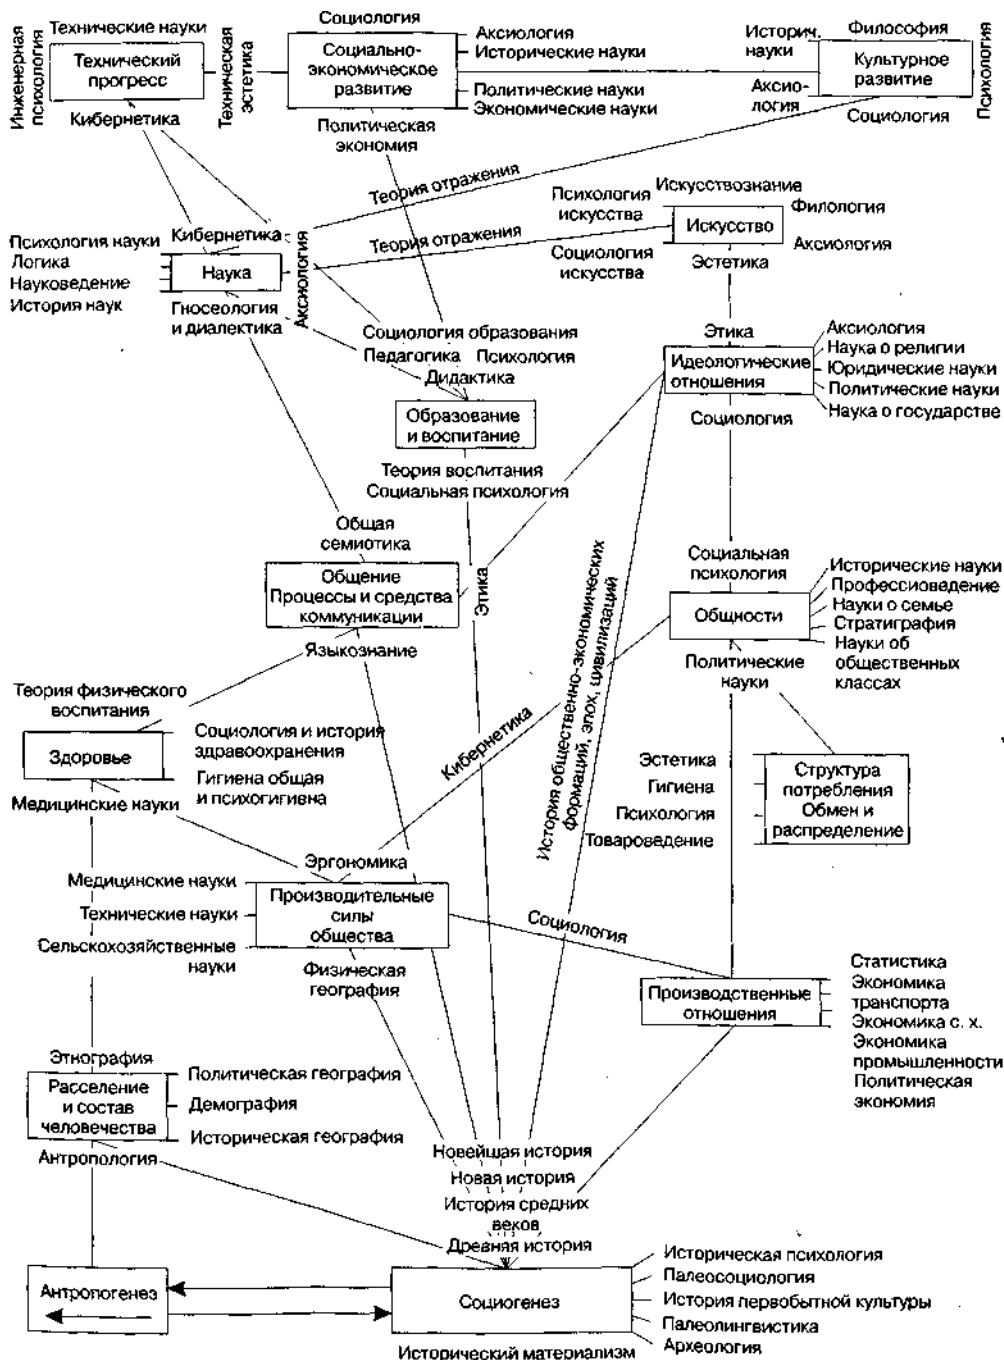 Технические науки
Инженерная
психология
Технический
прогресс
Кибернетика
Техническая
эстетика
Социология
Социально-
экономическое
развитие
Аксиология
Исторические науки
Политические науки
Экономические науки
Политическая
экономия
Историч.
науки
Философия
Культурное
развитие
Аксио-
логия
Социология
Психология
Теория отражения
Теория отражения
Психология
искусства
Искусствознание
Искусство
Филология
Социология
искусства
Аксиология
Эстетика
Кибернетика
Психология науки
Логика
Науковедение
История наук
Наука
Аксиология
Гносеология
и диалектика
Социология образования
Педагогика
Психология
Дидактика
Образование
и воспитание
Теория воспитания
Социальная психология
Этика
Идеологические
отношения
Аксиология
Наука о религии
Юридические науки
Политические науки
Наука о государстве
Социология
Общая
семиотика
Общение
Процессы и средства
коммуникации
Языкознание
Этика
История общественно-экономических
формаций, эпох, цивилизаций
Социальная
психология
Общности
Исторические науки
Профессиоведение
Науки о семье
Стратиграфия
Науки об
общественных
классах
Политические
науки
Теория физического
воспитания
Здоровье
Социология и история
здравоохранения
Гигиена общая
и психогигивна
Медицинские науки
Кибернетика
Эстетика
Гигиена
Психология
Товароведение
Структура
потребления
Обмен и
распределение
Эргономика
Медицинские науки
Технические науки
Сельскохозяйственные
науки
Производительные
силы
общества
Физическая
география
Социология
Производственные
отношения
Статистика
Экономика
транспорта
Экономика с. х.
Экономика
промышленности
Политическая
экономия
Этнография
Расселение
и состав
человечества
Политическая география
Демография
Историческая география
Антропология
Новейшая история
Новая история
История средних
веков
Древняя история
Антропогенез
Социогенез
Историческая психология
Палеосоциология
История первобытной культуры
Палеолингвистика
Археология
Исторический материализм